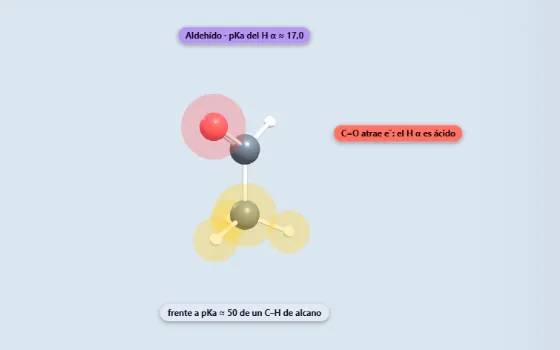 Aldehído · pKa del H α ≈ 17,0
C=O atrae e⁻: el H α es ácido
frente a pKa ≈ 50 de un C–H de alcano